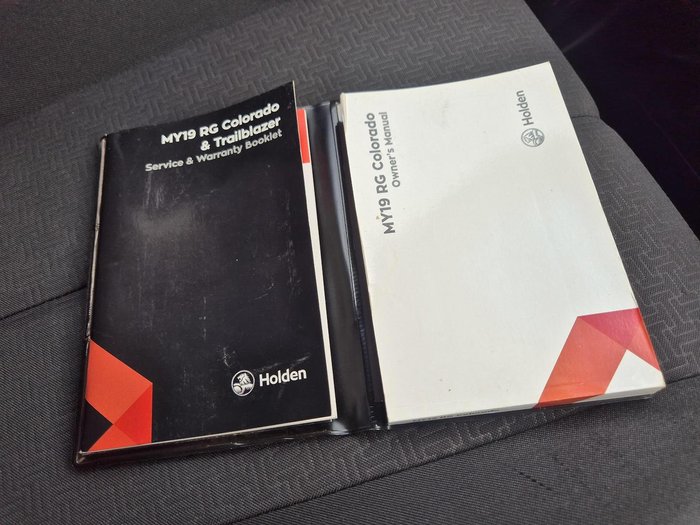 MY19 RG Colorado
& Trailblazer
Service & Warranty Booklet
Holden
MY19 RG Colorado
Owner's Manual
Holden